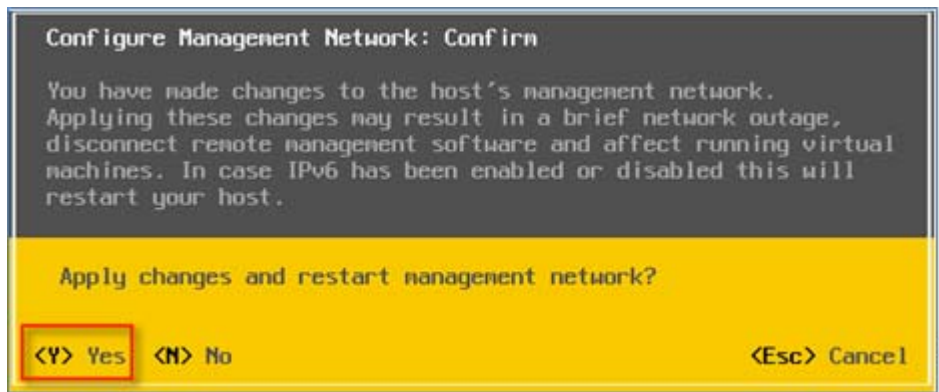 Configure Management Network: Confirm
You have made changes to the host's management network.
Applying these changes may result in a brief network outage,
disconnect remote management software and affect running virtual
machines. In case IPv6 has been enabled or disabled this will
restart your host.
Apply changes and restart management network?
<Y> Yes <N> No <Esc> Cancel